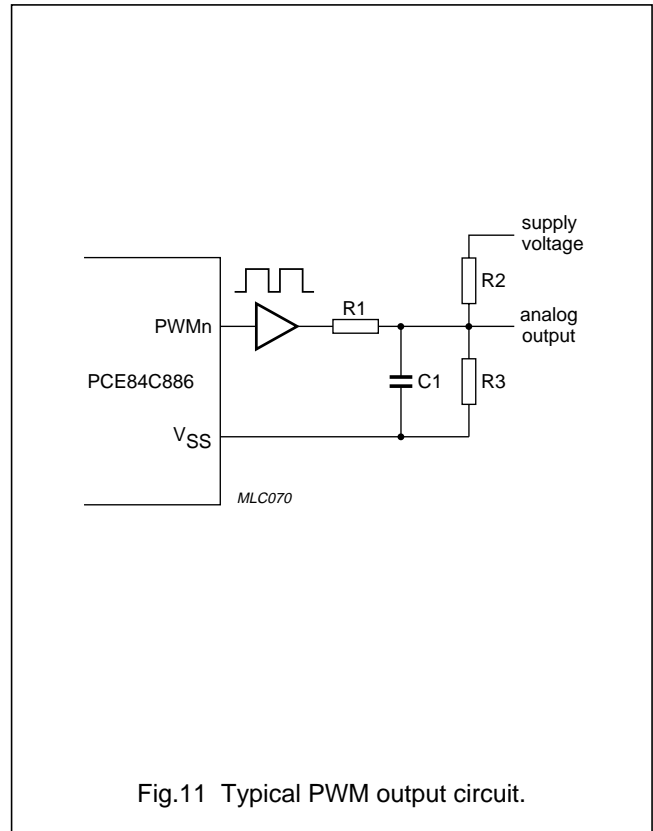 supply
voltage
R2
R1
PWMn
analog
output
PCE84C886
C1
R3
VSS
MLC070
Fig.11 Typical PWM output circuit.